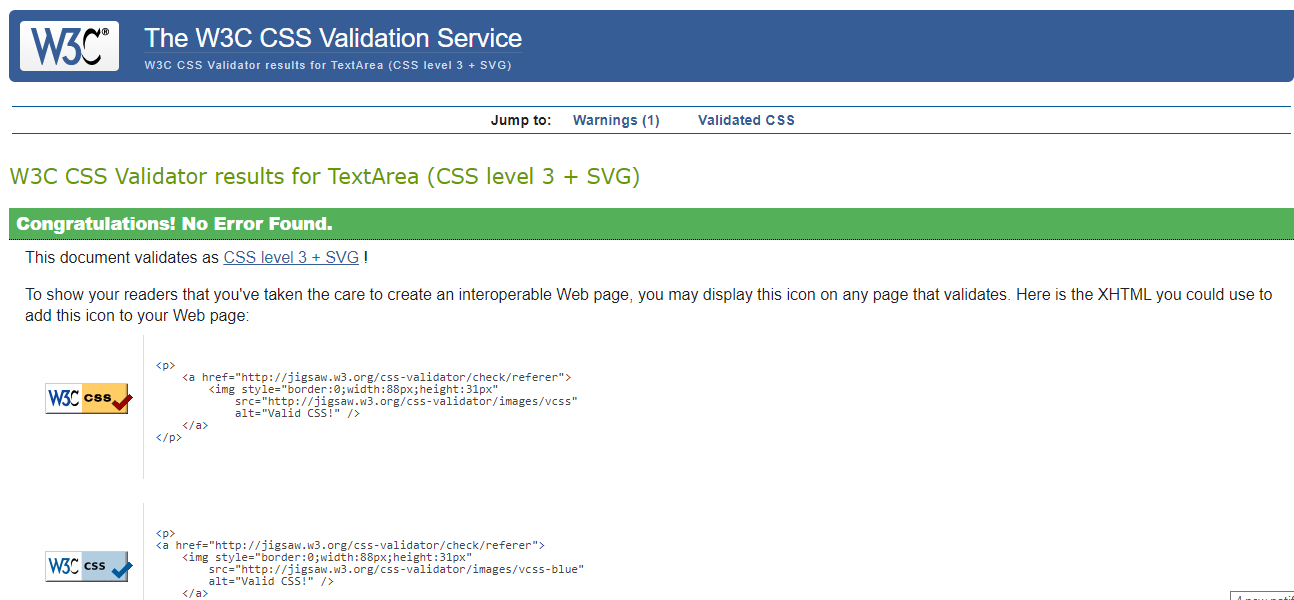 W3C®
The W3C CSS Validation Service
W3C CSS Validator results for TextArea (CSS level 3 + SVG)
Jump to: Warnings (1) Validated CSS
W3C CSS Validator results for TextArea (CSS level 3 + SVG)
Congratulations! No Error Found.
This document validates as CSS level 3 + SVG !
To show your readers that you've taken the care to create an interoperable Web page, you may display this icon on any page that validates. Here is the XHTML you could use to
add this icon to your Web page:
W3C css
<p>
<a href="http://jigsaw.w3.org/css-validator/check/referer">
<img style="border:0;width:88px;height:31px"
src="http://jigsaw.w3.org/css-validator/images/vcss"
alt="Valid CSS!" />
</a>
</p>
W3C css
<p>
<a href="http://jigsaw.w3.org/css-validator/check/referer">
<img style="border:0;width:88px;height:31px"
src="http://jigsaw.w3.org/css-validator/images/vcss-blue"
alt="Valid CSS!" />
</a>